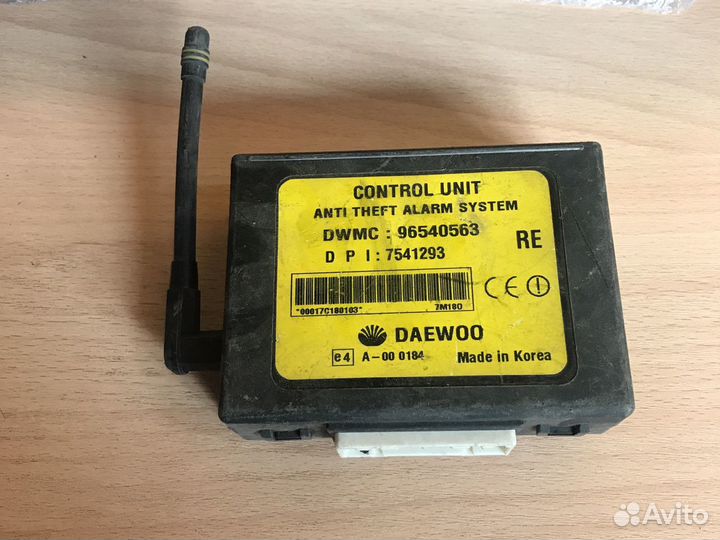 CONTROL UNIT
ANTI THEFT ALARM SYSTEM
DWMC : 96540563
RE
D P I : 7541293
*00017C180103*
7M180
CE
DAEWOO
e4 A-00 0184 Made in Korea
Avito